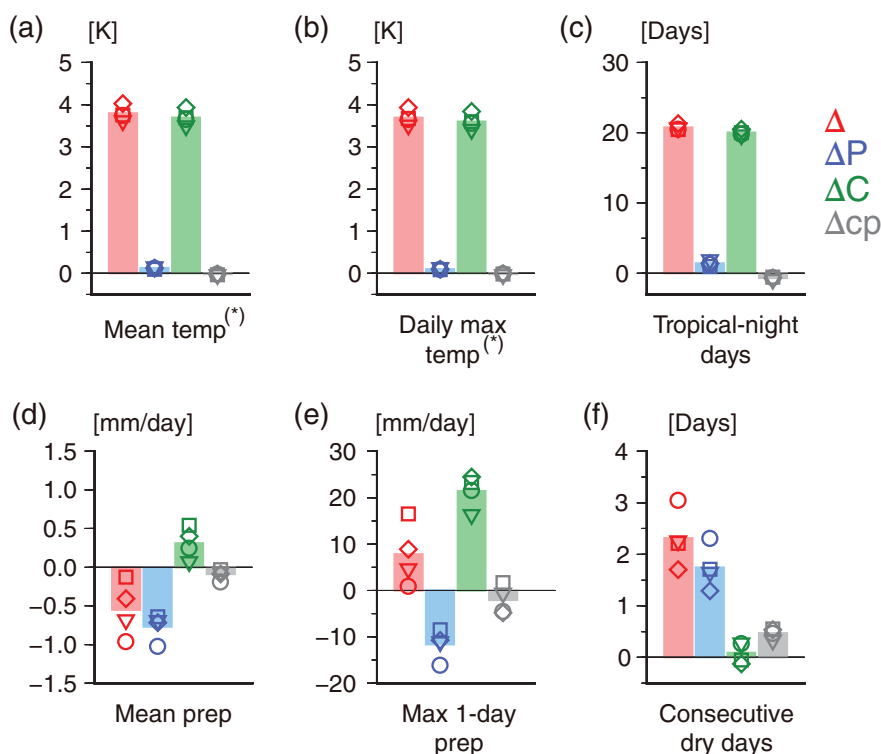 (a) [K]
5
4
3
2
1
0
Mean temp(*)
(b) [K]
5
4
3
2
1
0
Daily max
temp(*)
(c) [Days]
30
20
10
0
Tropical-night
days
Δ
ΔP
ΔC
Δcp
(d) [mm/day]
1.5
1.0
0.5
0.0
−0.5
−1.0
−1.5
Mean prep
(e) [mm/day]
30
20
10
0
−10
−20
Max 1-day
prep
(f) [Days]
4
3
2
1
0
Consecutive
dry days